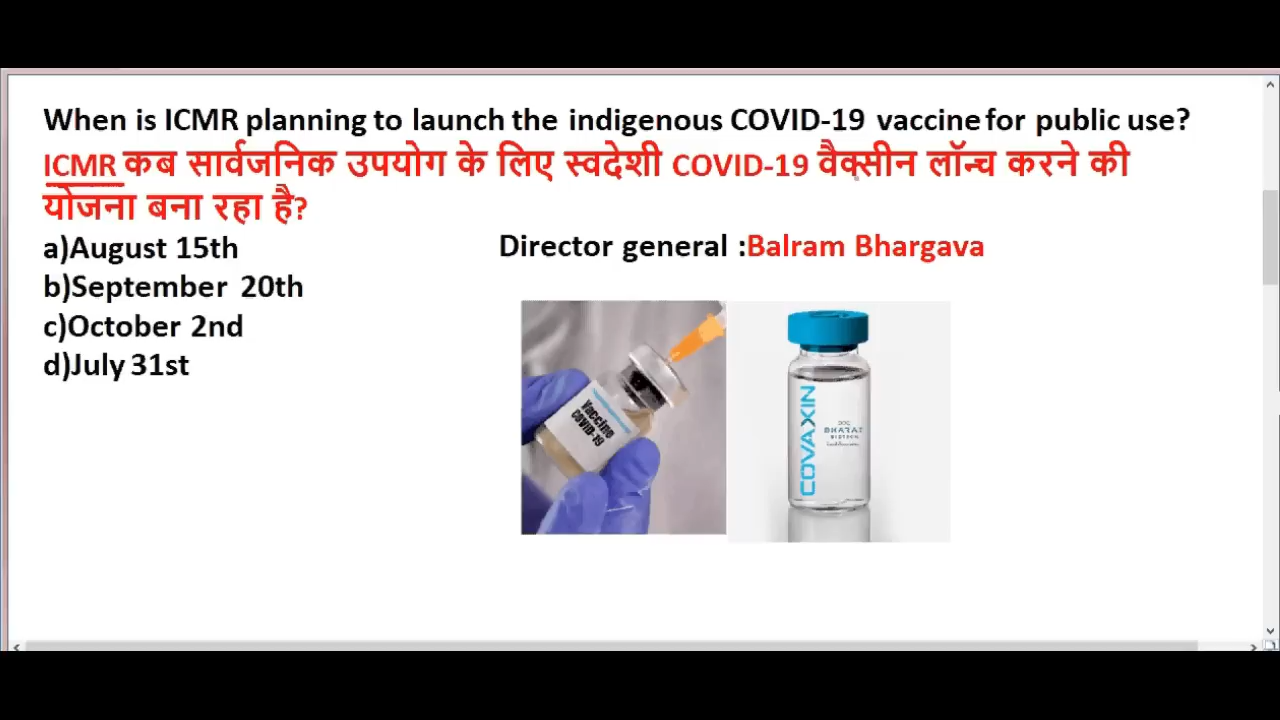 When is ICMR planning to launch the indigenous COVID-19 vaccine for public use?
ICMR कब सार्वजनिक उपयोग के लिए स्वदेशी COVID-19 वैक्सीन लॉन्च करने की
योजना बना रहा है?
a)August 15th
Director general :Balram Bhargava
b)September 20th
c)October 2nd
d)July 31st
Vaccine
COVID-19
COVAXIN
BHARAT
BIOTECH